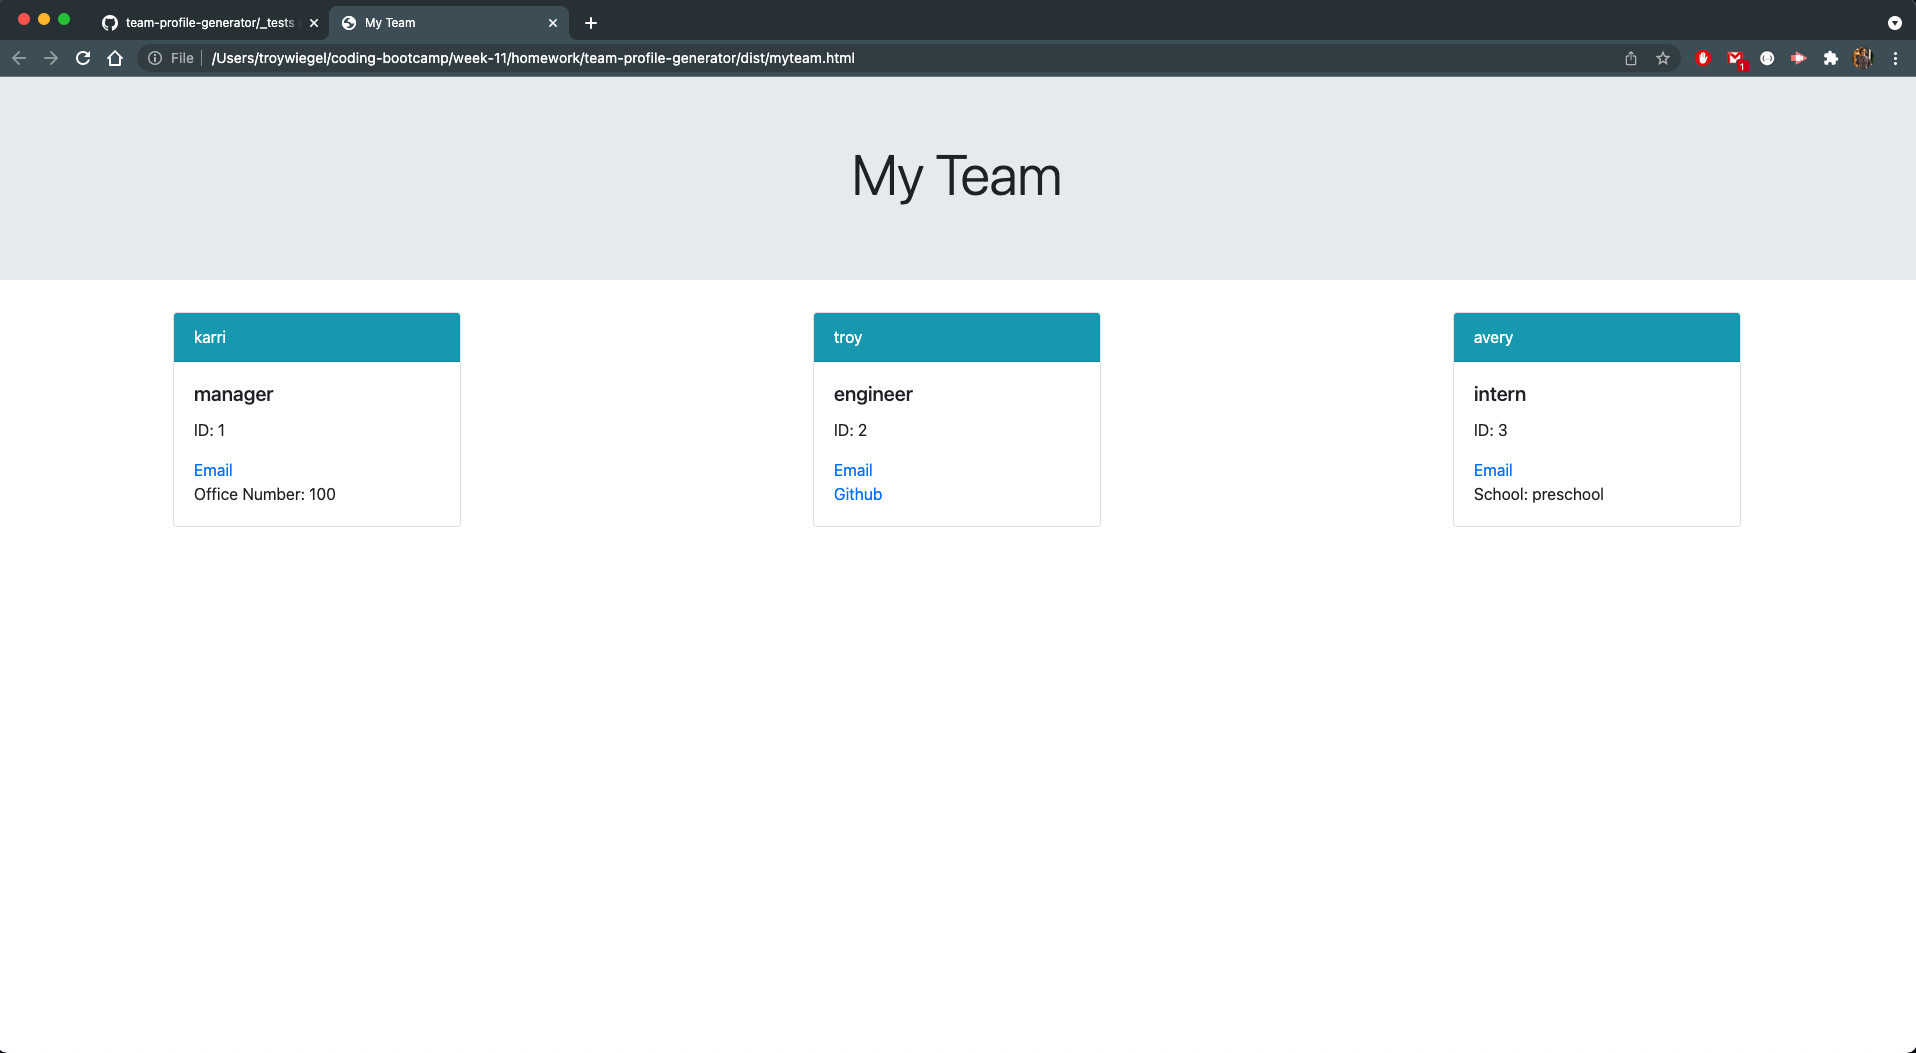 team-profile-generator/_tests
My Team
File
/Users/troywiegel/coding-bootcamp/week-11/homework/team-profile-generator/dist/myteam.html
1
My Team
karri
manager
ID: 1
Email
Office Number: 100
troy
engineer
ID: 2
Email
Github
avery
intern
ID: 3
Email
School: preschool